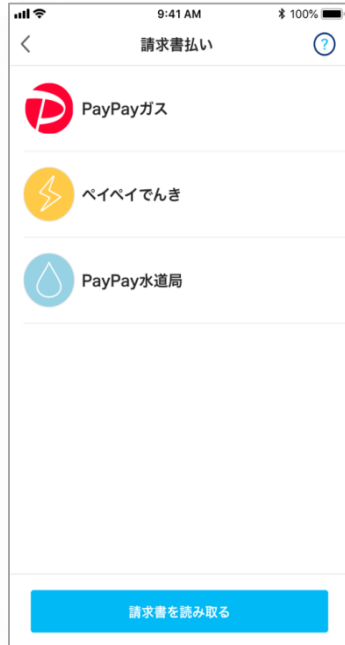 9:41 AM
100%
請求書払い
?
PayPayガス
ペイペイでんき
PayPay水道局
請求書を読み取る